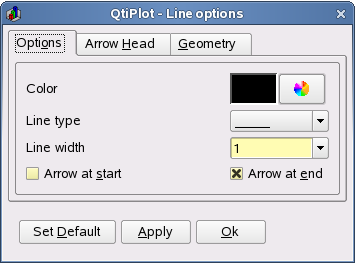 QtiPlot - Line options
Options
Arrow Head
Geometry
Color
Line type
Line width
1
Arrow at start
Arrow at end
Set Default
Apply
Ok